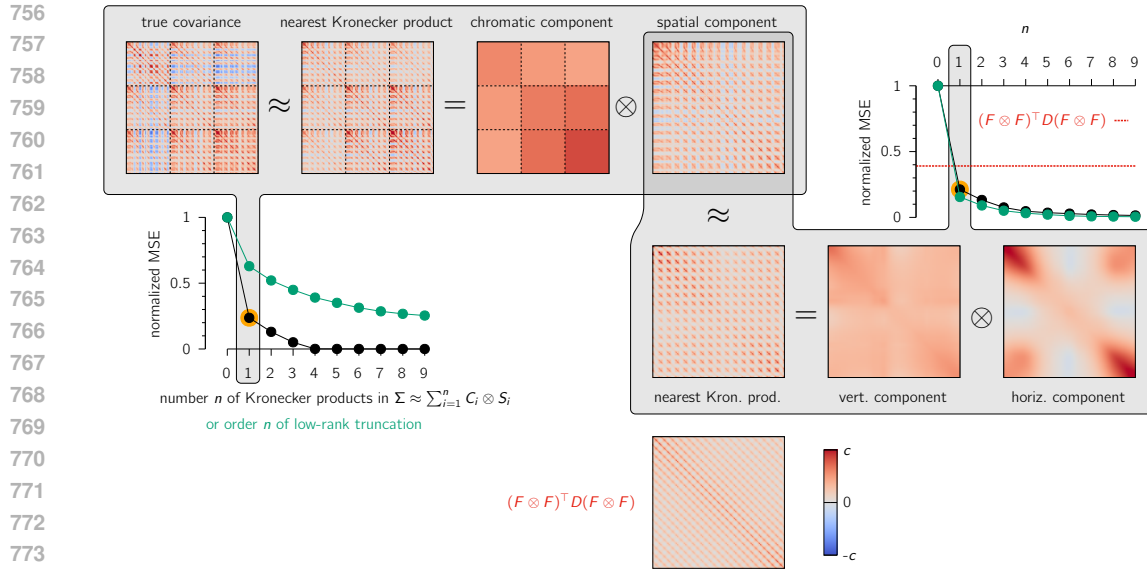 756
757
758
759
760
761
762
763
764
765
766
767
768
769
770
771
772
773
true covariance
nearest Kronecker product
chromatic component
spatial component
≈
=
⊗
n
0 1 2 3 4 5 6 7 8 9
1
0.5
0
normalized MSE
(F ⊗ F)⊤D(F ⊗ F)
1
0.5
0
normalized MSE
0 1 2 3 4 5 6 7 8 9
number n of Kronecker products in Σ ≈ ∑ⁿᵢ₌₁ Cᵢ ⊗ Sᵢ
or order n of low-rank truncation
≈
=
⊗
nearest Kron. prod.
vert. component
horiz. component
(F ⊗ F)⊤D(F ⊗ F)
c
0
-c